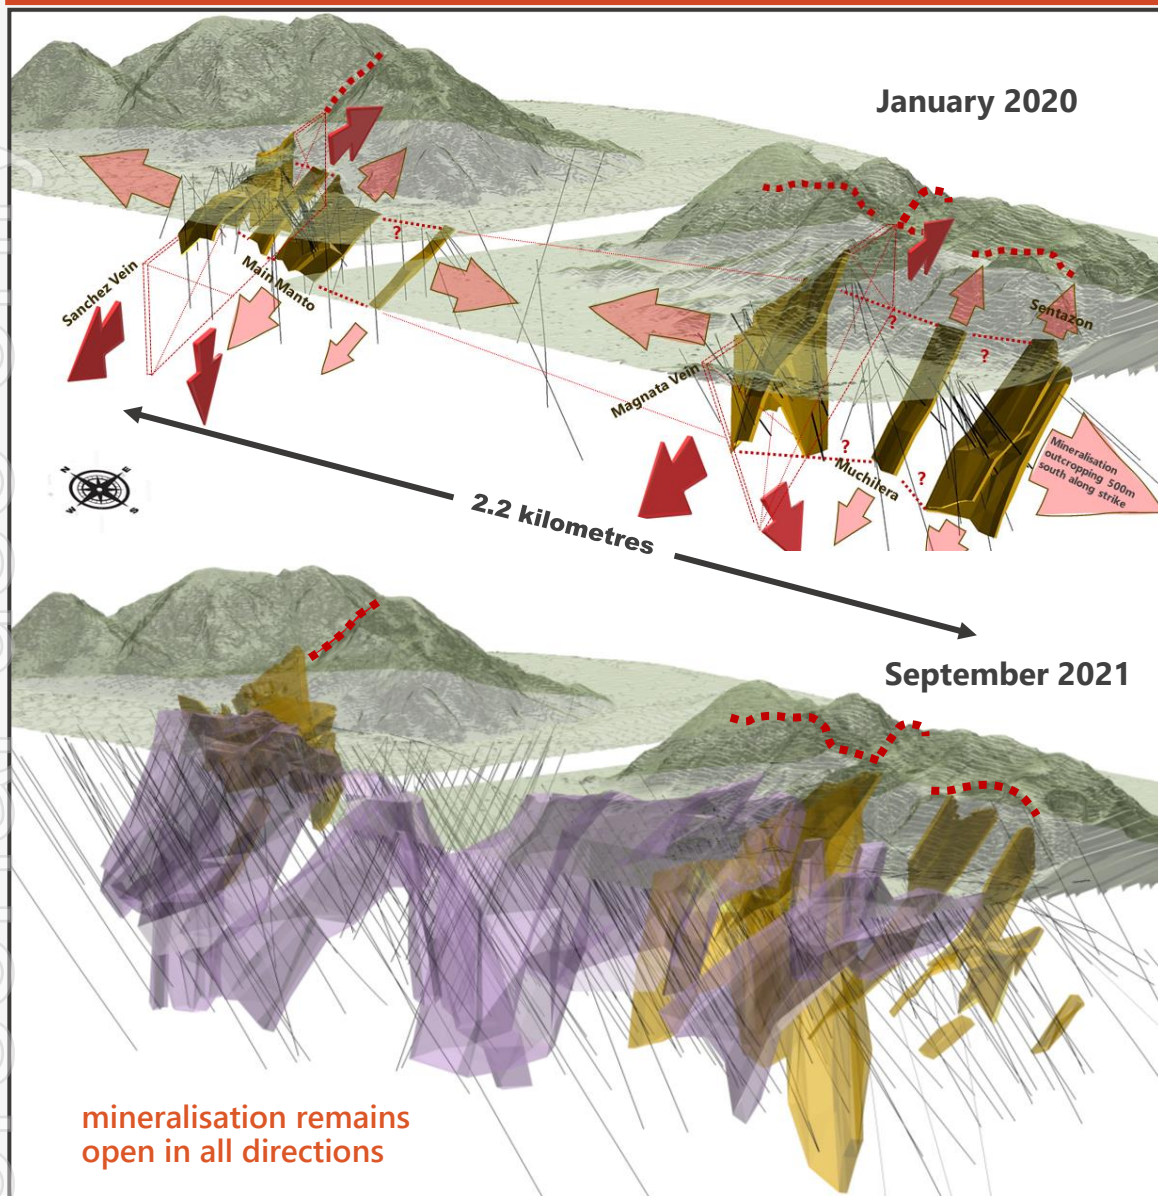 January 2020
Sanchez Vein
Main Manto
?
Sentazon
?
?
Magnata Vein
?
Muchilera
?
Mineralisation
outcropping 500m
south along strike
N
E
W
S
2.2 kilometres
September 2021
mineralisation remains
open in all directions